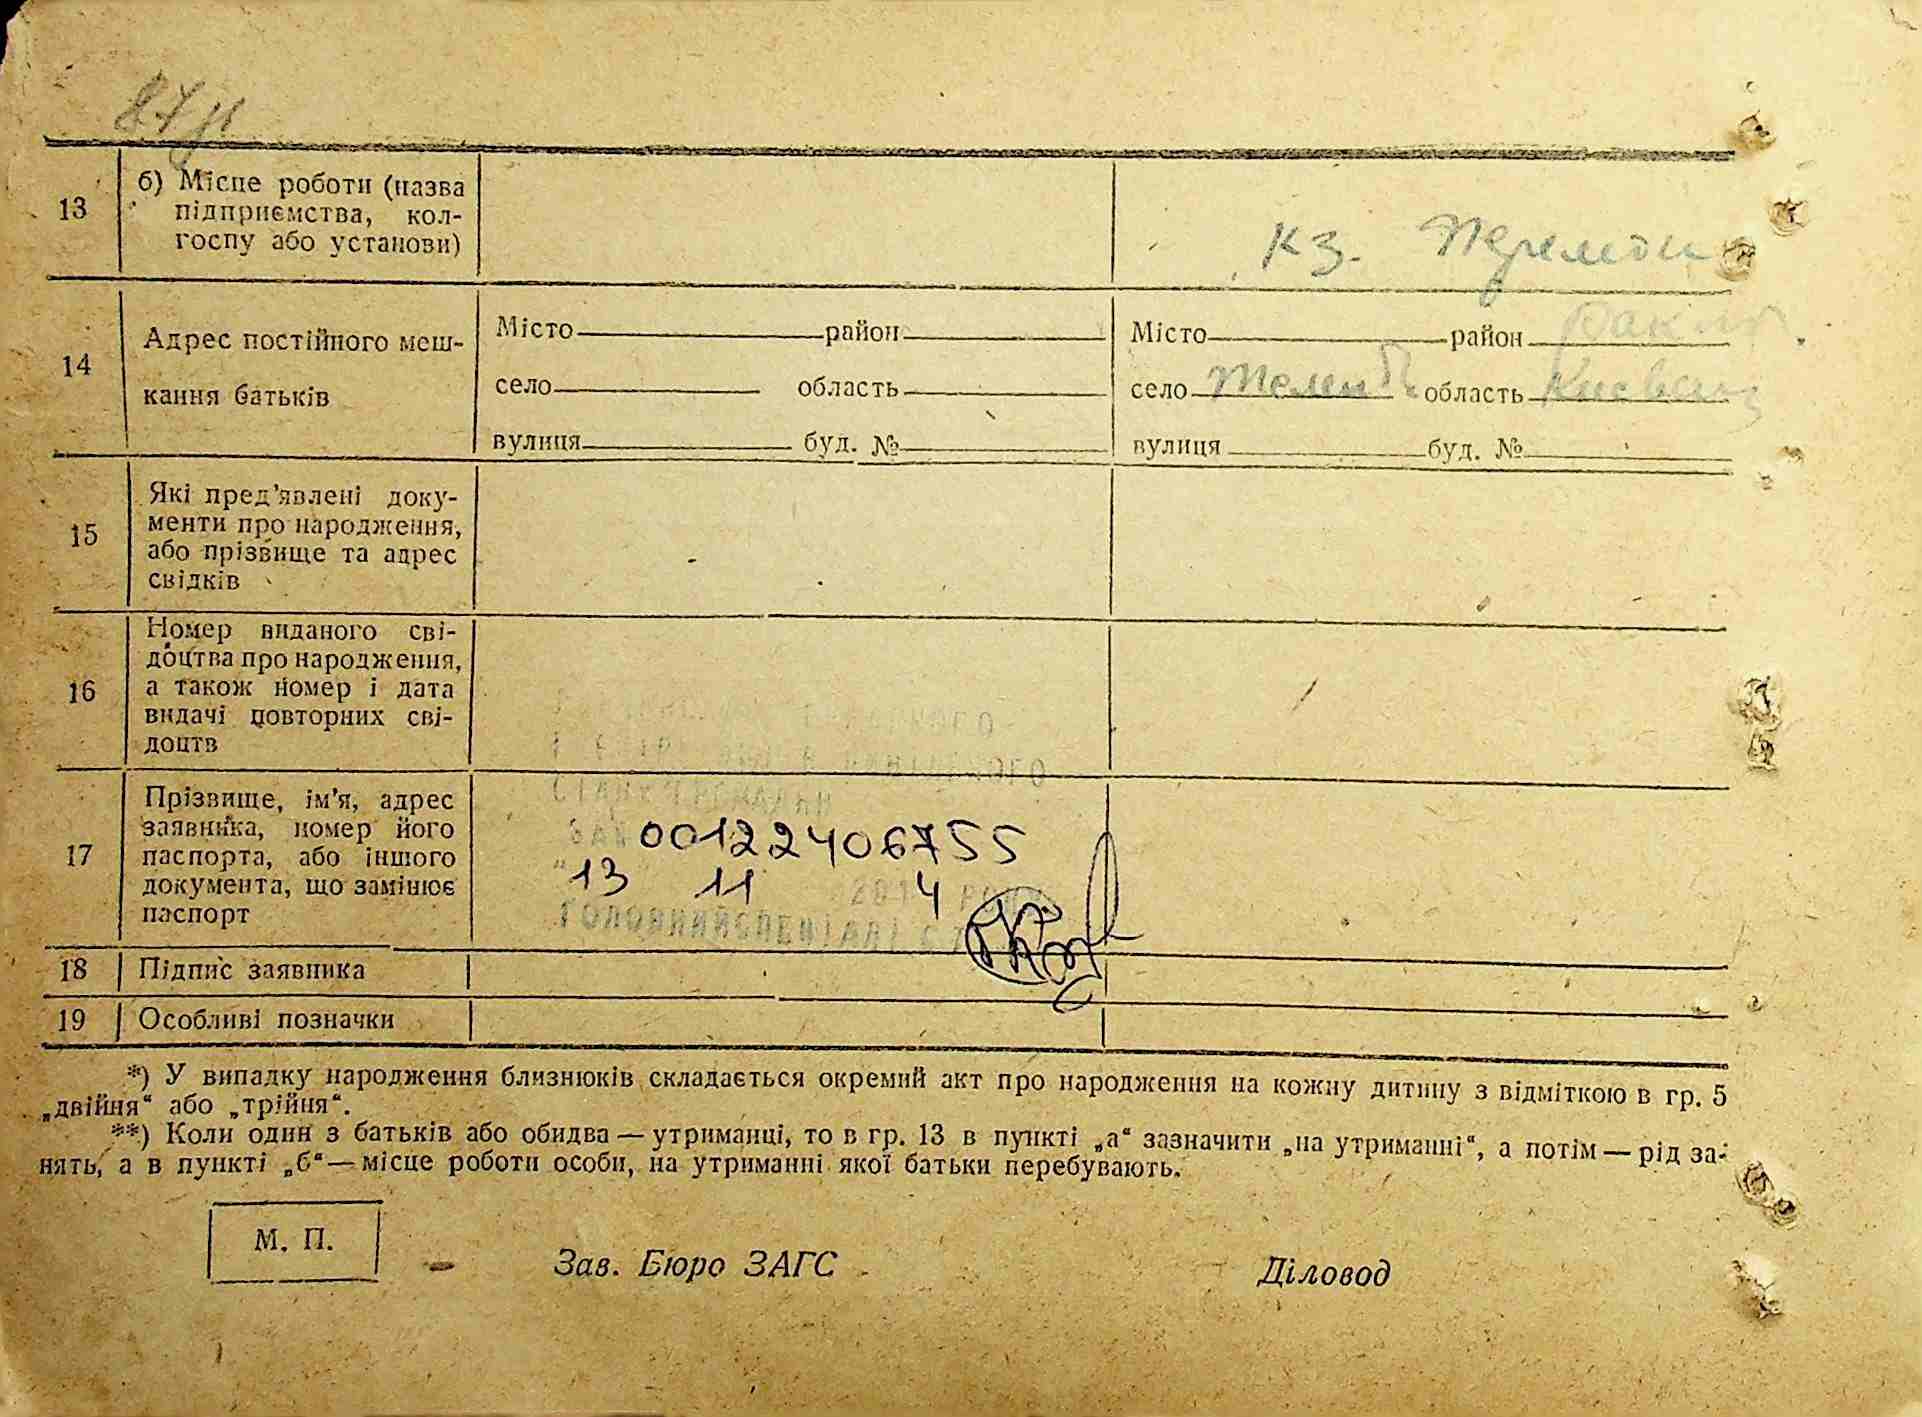 13
б) Місце роботи (назва
підприємства, кол-
госпу або установи)
кз.
14
Адрес постійного меш-
кання батьків
Місто район
село область
вулиця буд. №
Місто район
село область
вулиця буд. №
15
Які пред’явлені доку-
менти про народження,
або прізвище та адрес
свідків
16
Номер виданого сві-
доцтва про народження,
а також номер і дата
видачі повторних сві-
доцтв
17
Прізвище, ім’я, адрес
заявника, номер його
паспорта, або іншого
документа, що замінює
паспорт
00122406755
13 11 201 4 року
18 Підпис заявника
19 Особливі позначки
*) У випадку народження близнюків складається окремий акт про народження на кожну дитину з відміткою в гр. 5
„двійня“ або „трійня“.
**) Коли один з батьків або обидва — утриманці, то в гр. 13 в пункті „а“ зазначити „на утриманні“, а потім — рід за-
нять, а в пункті „б“ — місце роботи особи, на утриманні якої батьки перебувають.
М. П.
Зав. Бюро ЗАГС
Діловод